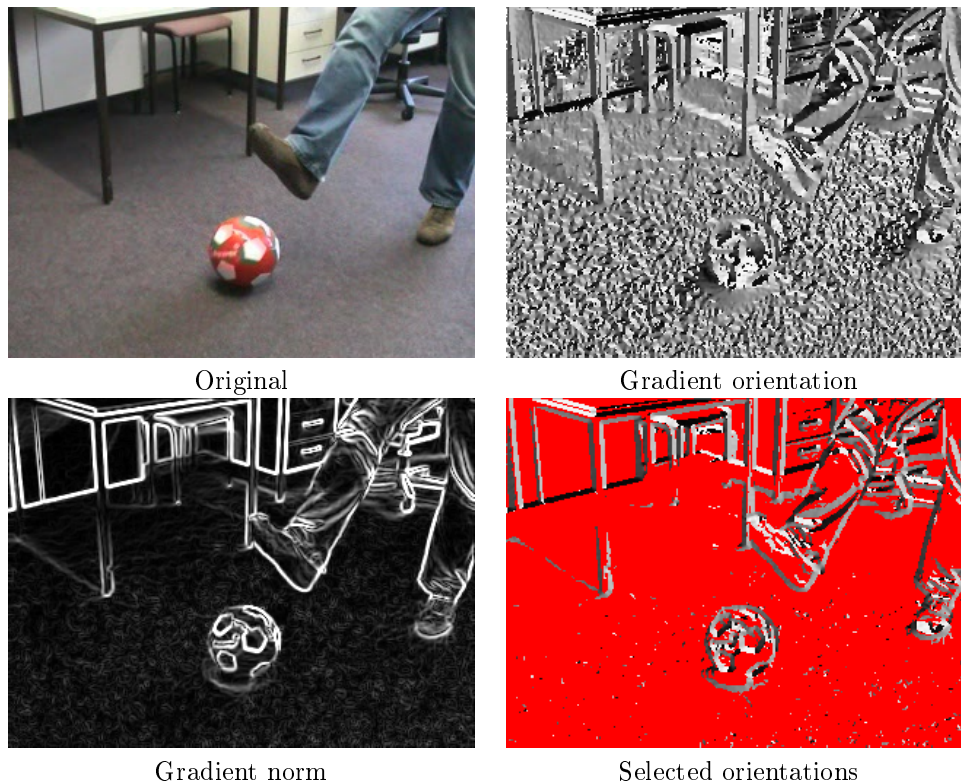 Original
Gradient orientation
Gradient norm
Selected orientations